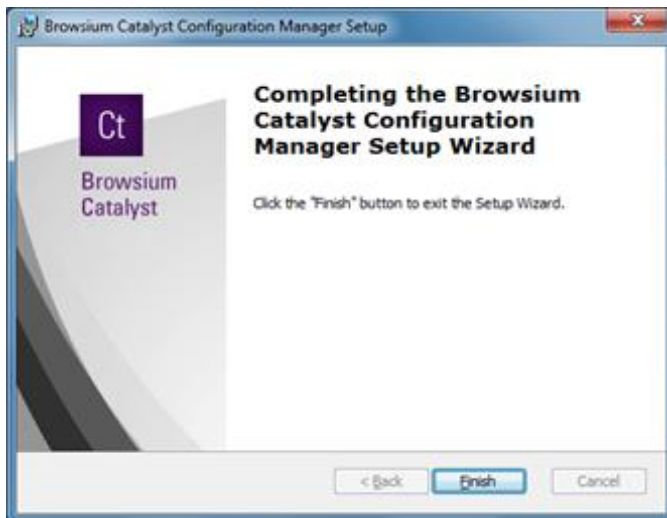 Browsium Catalyst Configuration Manager Setup
Ct
Browsium
Catalyst
Completing the Browsium
Catalyst Configuration
Manager Setup Wizard
Click the "Finish" button to exit the Setup Wizard.
< Back
Finish
Cancel